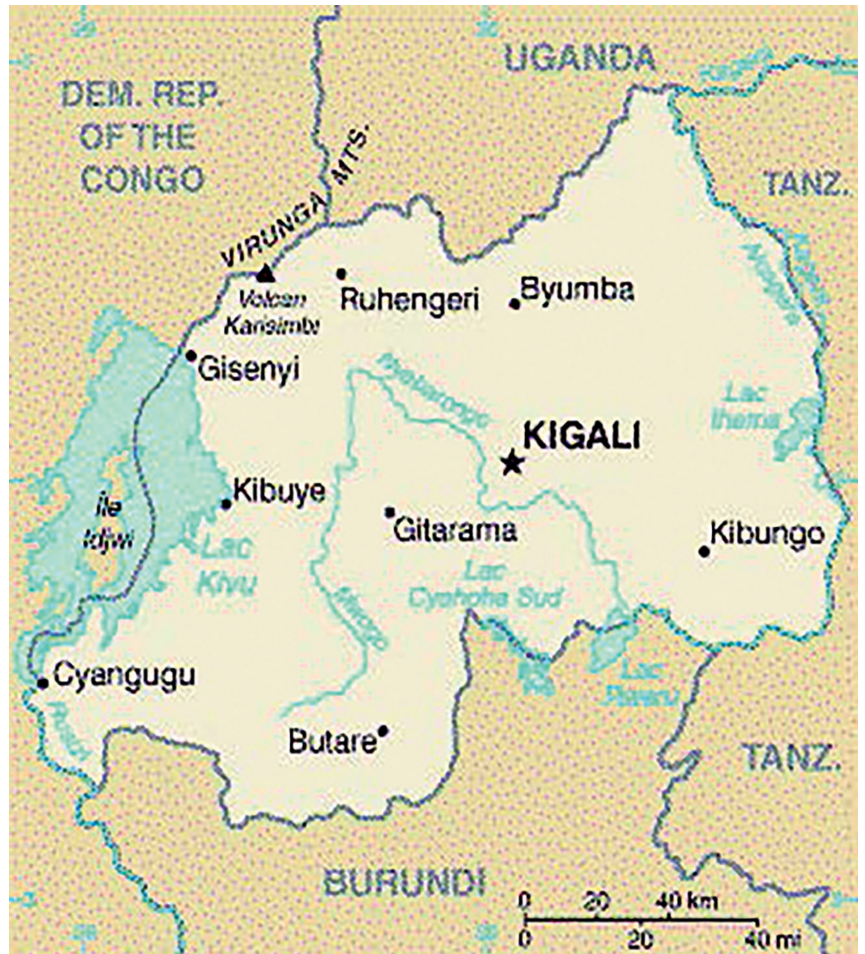 UGANDA
DEM. REP.
OF THE
CONGO
VIRUNGA MTS.
TANZ.
Volcan
Karisimbi
Ruhengeri
Byumba
Gisenyi
Lac
Ihema
KIGALI
Kibuye
Île
Idjwi
Lac
Kivu
Gitarama
Kibungo
Lac
Cyohoha Sud
Cyangugu
Lac
Butare
TANZ.
BURUNDI
0 20 40 km
0 20 40 mi